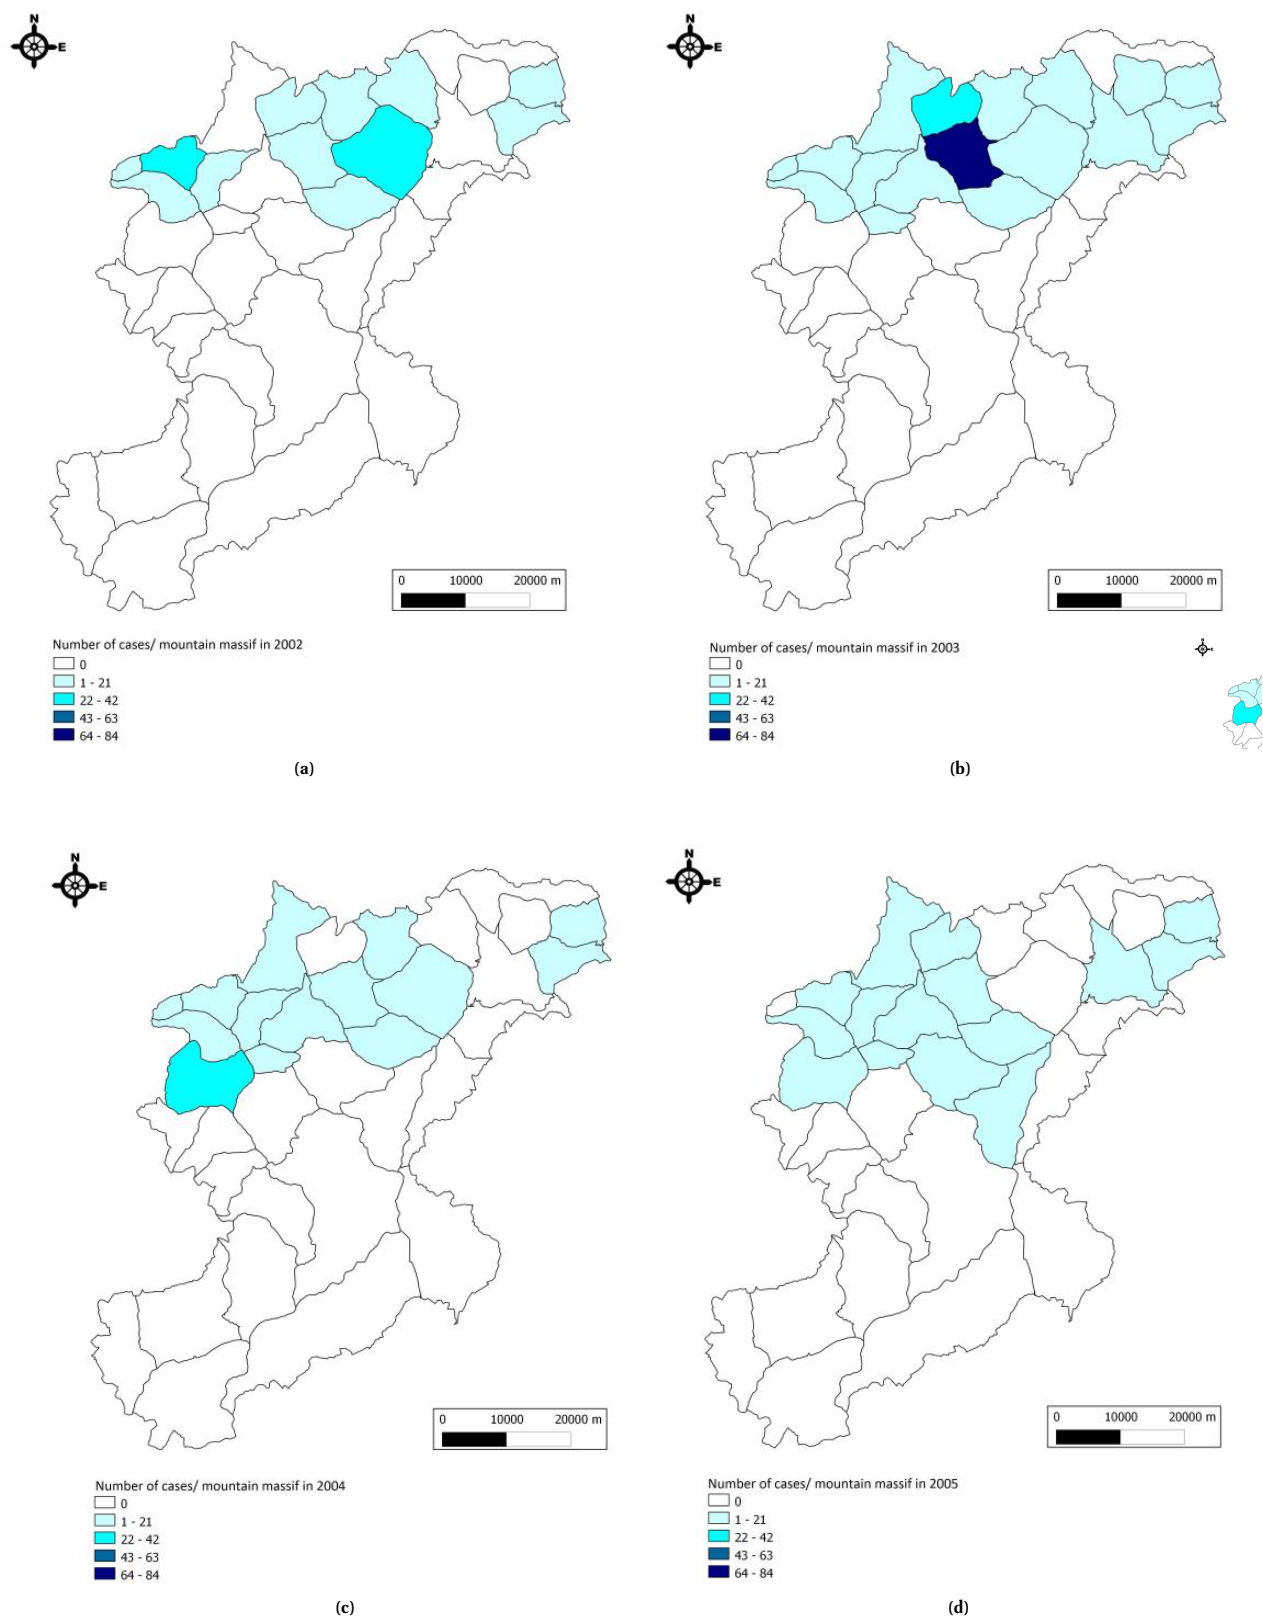 N
E
0 10000 20000 m
Number of cases/ mountain massif in 2002
0
1 - 21
22 - 42
43 - 63
64 - 84
(a)
N
E
0 10000 20000 m
Number of cases/ mountain massif in 2003
0
1 - 21
22 - 42
43 - 63
64 - 84
(b)
N
E
0 10000 20000 m
Number of cases/ mountain massif in 2004
0
1 - 21
22 - 42
43 - 63
64 - 84
(c)
N
E
0 10000 20000 m
Number of cases/ mountain massif in 2005
0
1 - 21
22 - 42
43 - 63
64 - 84
(d)